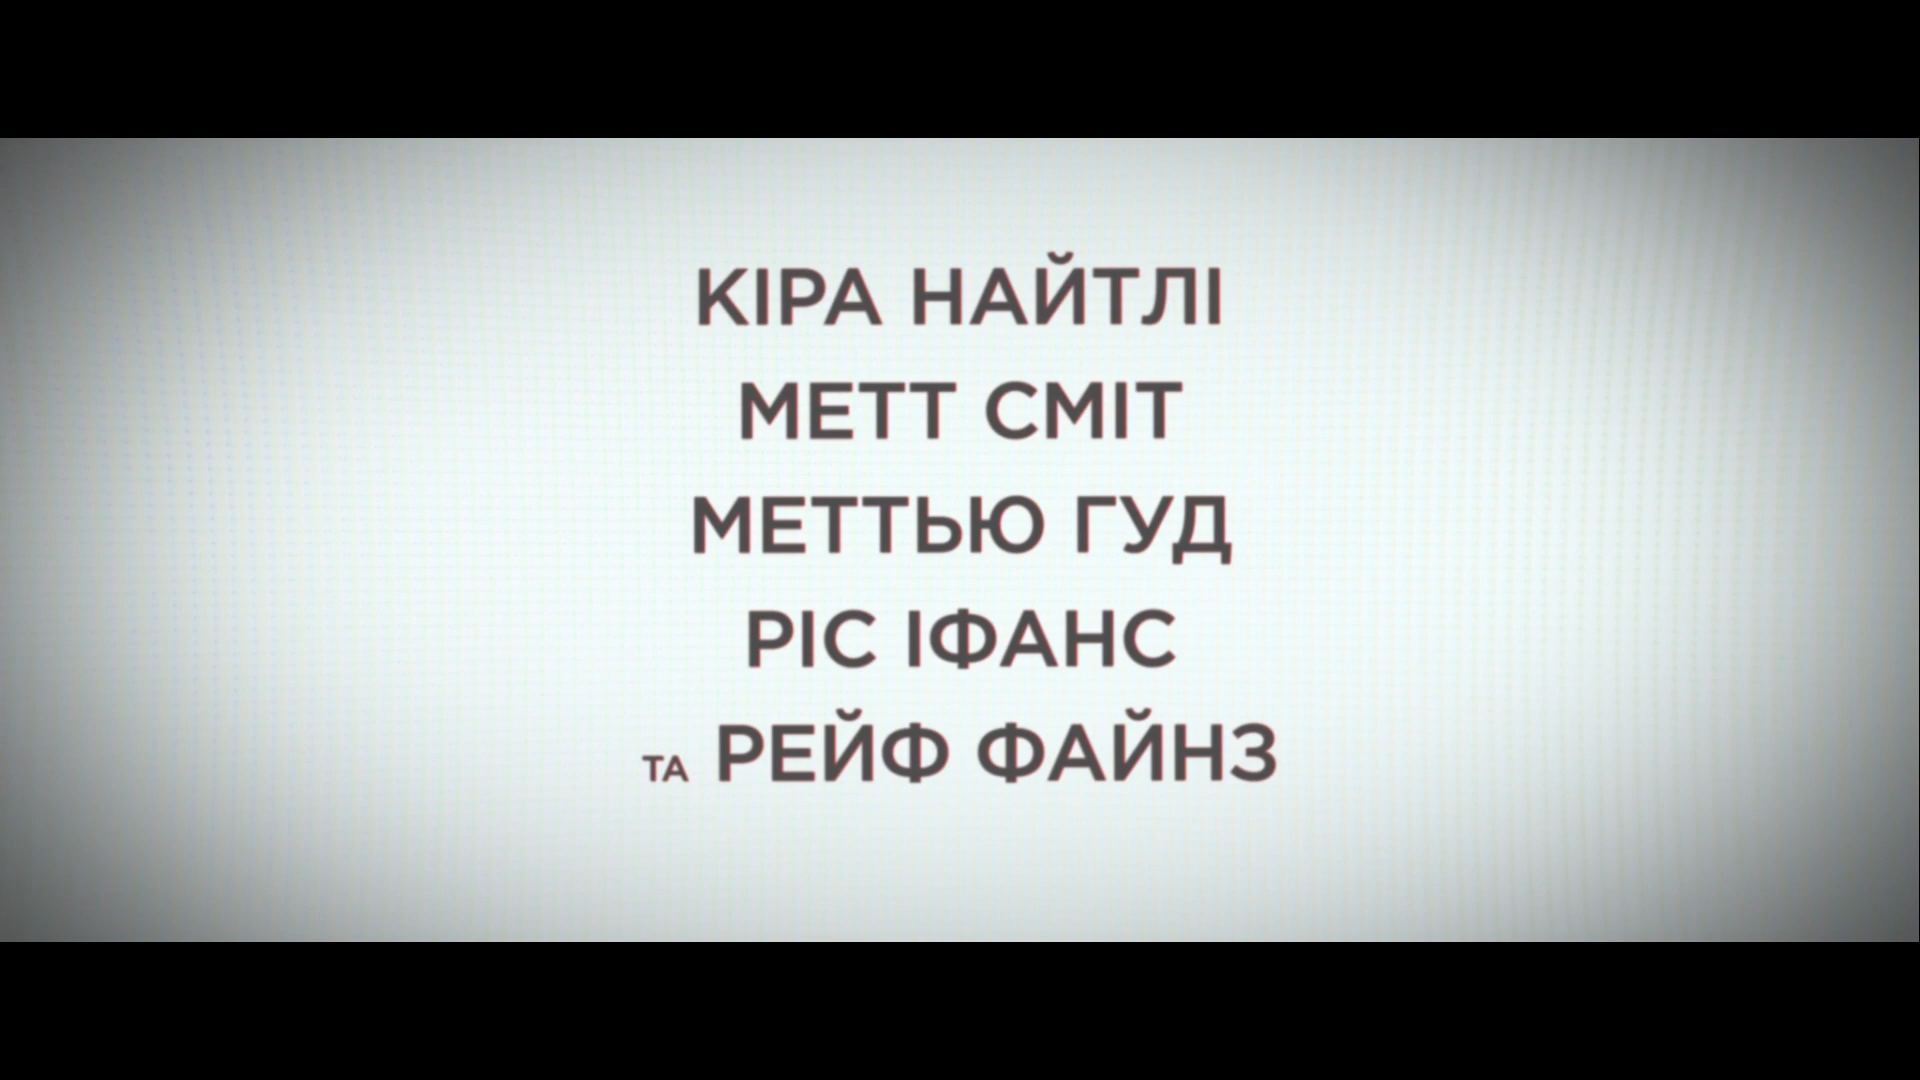 КІРА НАЙТЛІ
МЕТТ СМІТ
МЕТТЬЮ ГУД
РІС ІФАНС
ТА РЕЙФ ФАЙНЗ